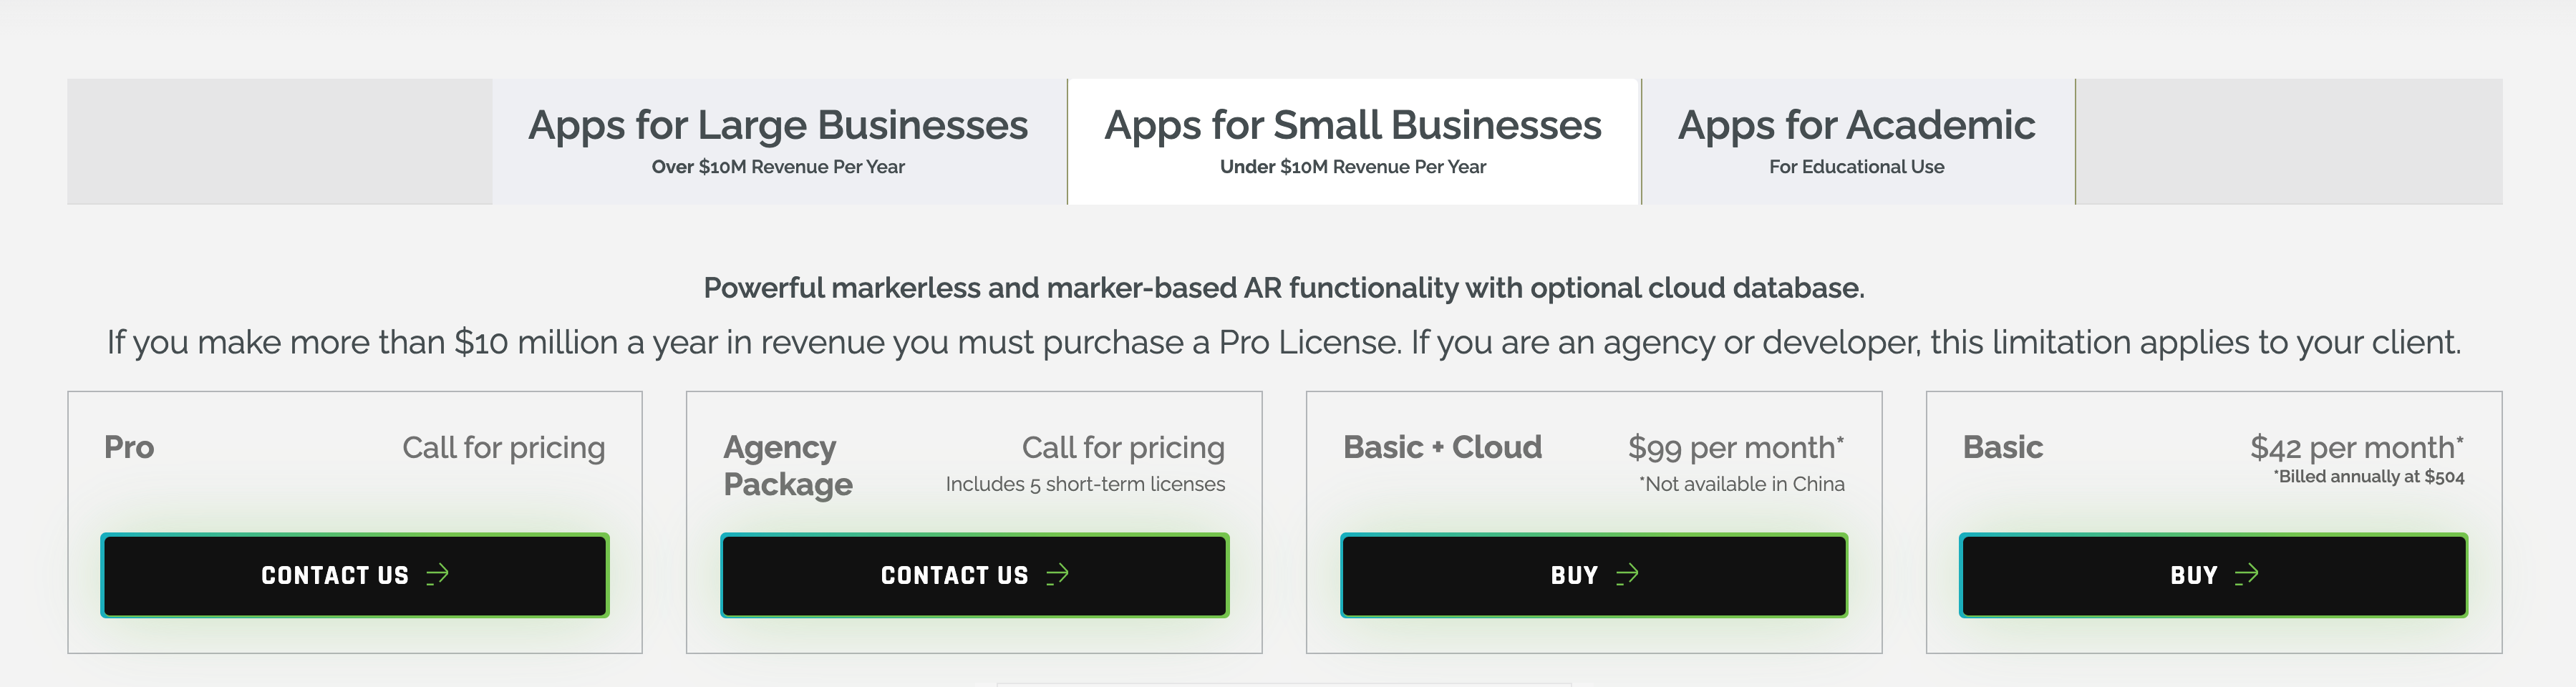 Apps for Large Businesses
Over $10M Revenue Per Year
Apps for Small Businesses
Under $10M Revenue Per Year
Apps for Academic
For Educational Use
Powerful markerless and marker-based AR functionality with optional cloud database.
If you make more than $10 million a year in revenue you must purchase a Pro License. If you are an agency or developer, this limitation applies to your client.
Pro
Call for pricing
CONTACT US
Agency
Package
Call for pricing
Includes 5 short-term licenses
CONTACT US
Basic + Cloud
$99 per month*
*Not available in China
BUY
Basic
$42 per month*
*Billed annually at $504
BUY